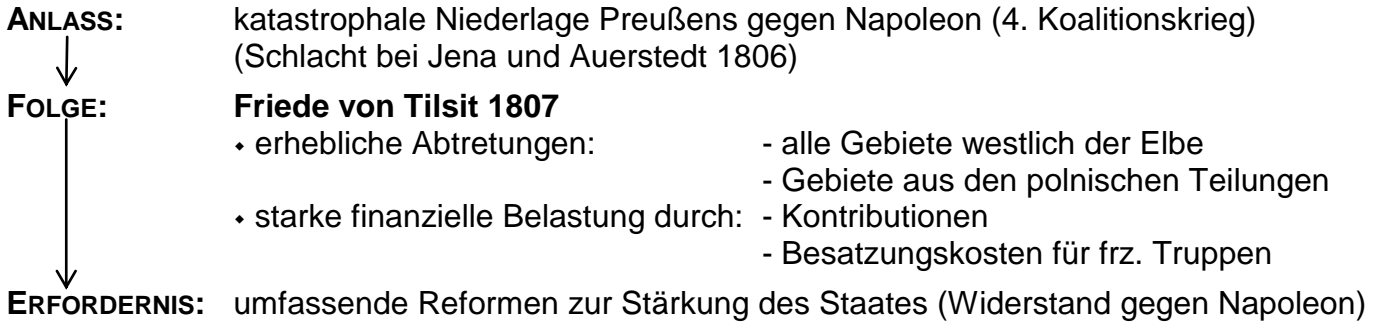 ANLASS: katastrophale Niederlage Preußens gegen Napoleon (4. Koalitionskrieg)
(Schlacht bei Jena und Auerstedt 1806)
FOLGE: Friede von Tilsit 1807
⬩ erhebliche Abtretungen: - alle Gebiete westlich der Elbe
- Gebiete aus den polnischen Teilungen
⬩ starke finanzielle Belastung durch: - Kontributionen
- Besatzungskosten für frz. Truppen
ERFORDERNIS: umfassende Reformen zur Stärkung des Staates (Widerstand gegen Napoleon)